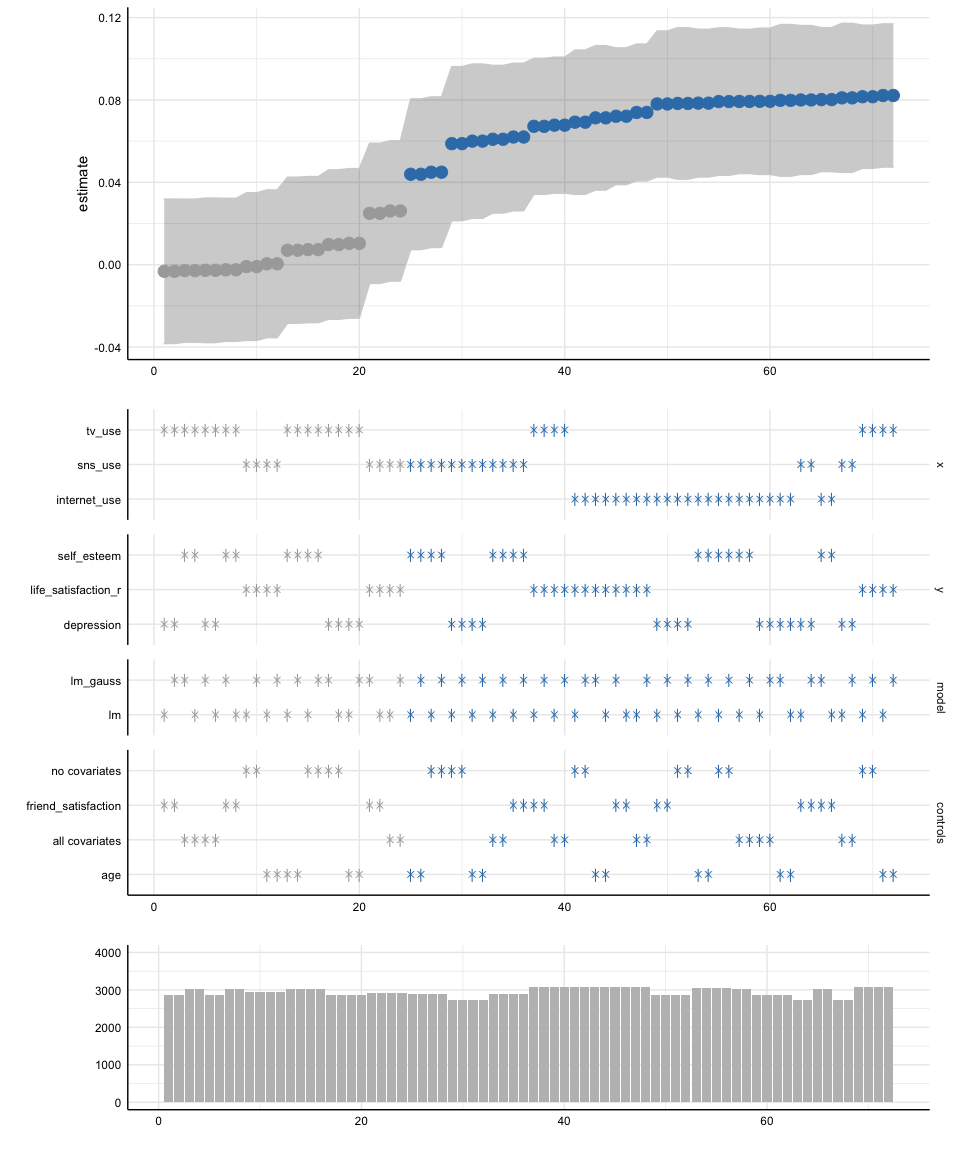 0.12
0.08
0.04
0.00
-0.04
estimate
0 20 40 60
tv_use
sns_use
internet_use
x
self_esteem
life_satisfaction_r
depression
y
lm_gauss
lm
model
no covariates
friend_satisfaction
all covariates
age
controls
0 20 40 60
4000
3000
2000
1000
0
0 20 40 60